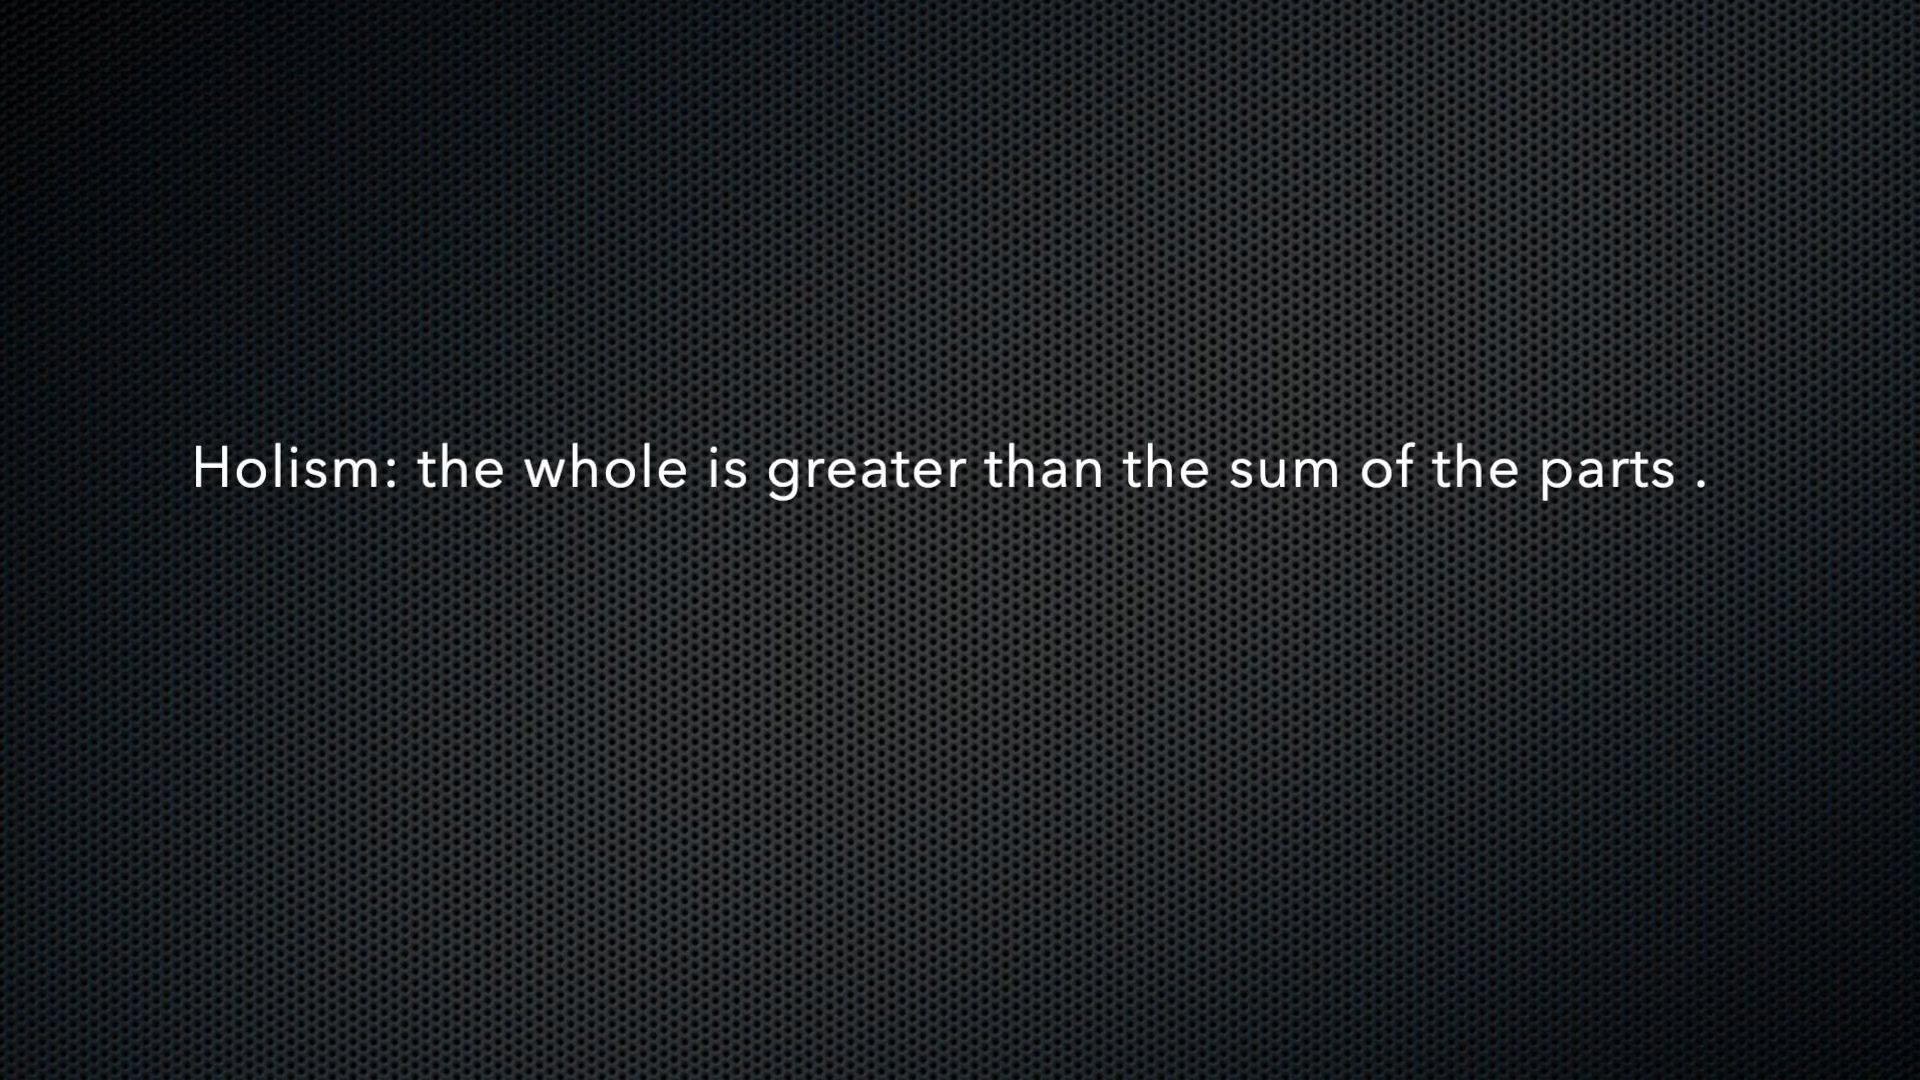 Holism: the whole is greater than the sum of the parts .